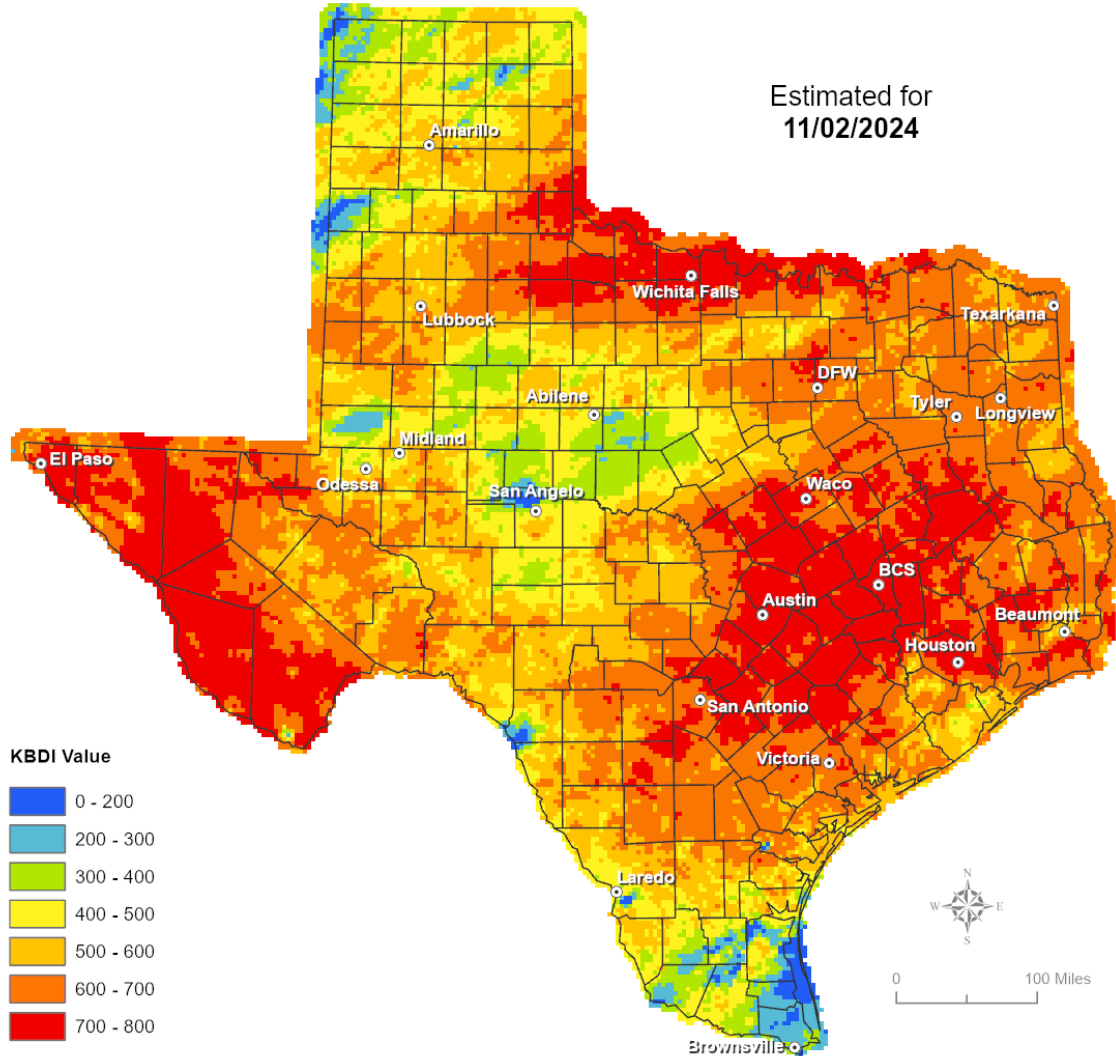 Estimated for
11/02/2024
Amarillo
Wichita Falls
Lubbock
Texarkana
DFW
Abilene
Tyler
Longview
Midland
El Paso
Odessa
San Angelo
Waco
BCS
Austin
Beaumont
Houston
San Antonio
Victoria
KBDI Value
0 - 200
200 - 300
300 - 400
400 - 500
500 - 600
600 - 700
700 - 800
Laredo
N
W E
S
0 100 Miles
Brownsville